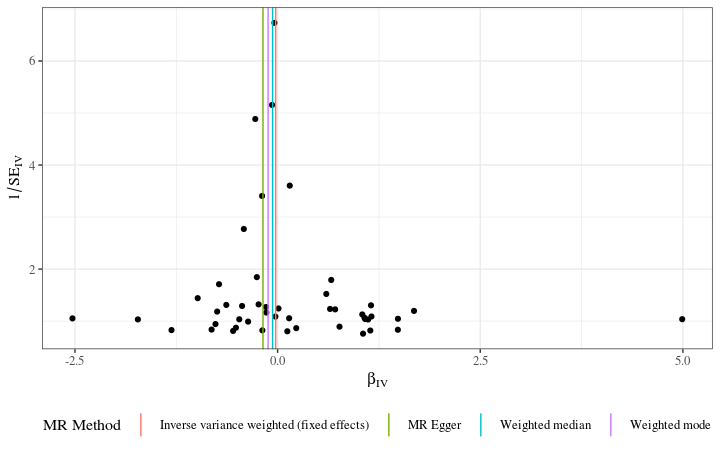 6
4
2
1/SE_IV
-2.5 0.0 2.5 5.0
β_IV
MR Method Inverse variance weighted (fixed effects) MR Egger Weighted median Weighted mode